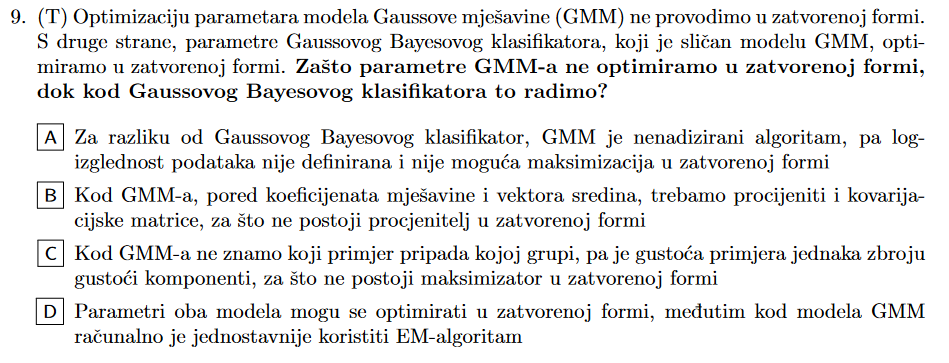 9. (T) Optimizaciju parametara modela Gaussove mješavine (GMM) ne provodimo u zatvorenoj formi.
S druge strane, parametre Gaussovog Bayesovog klasifikatora, koji je sličan modelu GMM, opti-
miramo u zatvorenoj formi. Zašto parametre GMM-a ne optimiramo u zatvorenoj formi,
dok kod Gaussovog Bayesovog klasifikatora to radimo?
A Za razliku od Gaussovog Bayesovog klasifikator, GMM je nenadizirani algoritam, pa log-
izglednost podataka nije definirana i nije moguća maksimizacija u zatvorenoj formi
B Kod GMM-a, pored koeficijenata mješavine i vektora sredina, trebamo procijeniti i kovarija-
cijske matrice, za što ne postoji procjenitelj u zatvorenoj formi
C Kod GMM-a ne znamo koji primjer pripada kojoj grupi, pa je gustoća primjera jednaka zbroju
gustoći komponenti, za što ne postoji maksimizator u zatvorenoj formi
D Parametri oba modela mogu se optimirati u zatvorenoj formi, međutim kod modela GMM
računalno je jednostavnije koristiti EM-algoritam